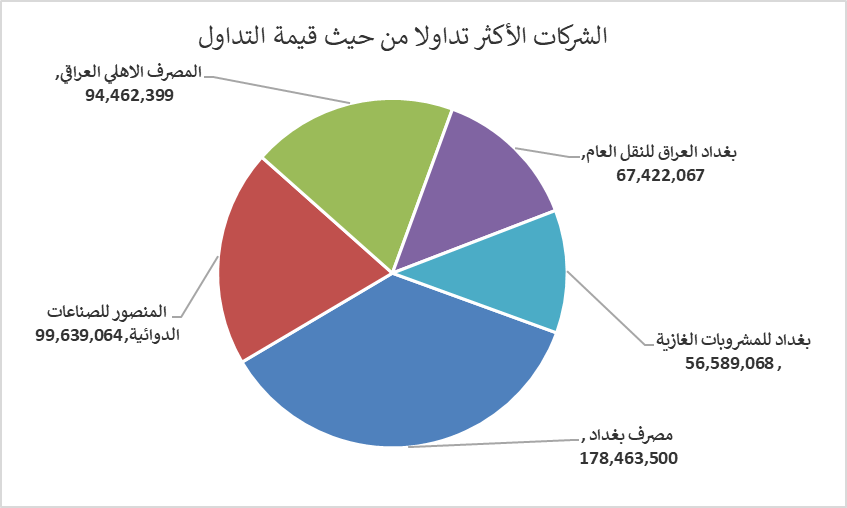 الشركات الأكثر تداولا من حيث قيمة التداول
المصرف الاهلي العراقي,
94,462,399
بغداد العراق للنقل العام,
67,422,067
المنصور للصناعات
الدوائية, 99,639,064
بغداد للمشروبات الغازية
, 56,589,068
مصرف بغداد ,
178,463,500